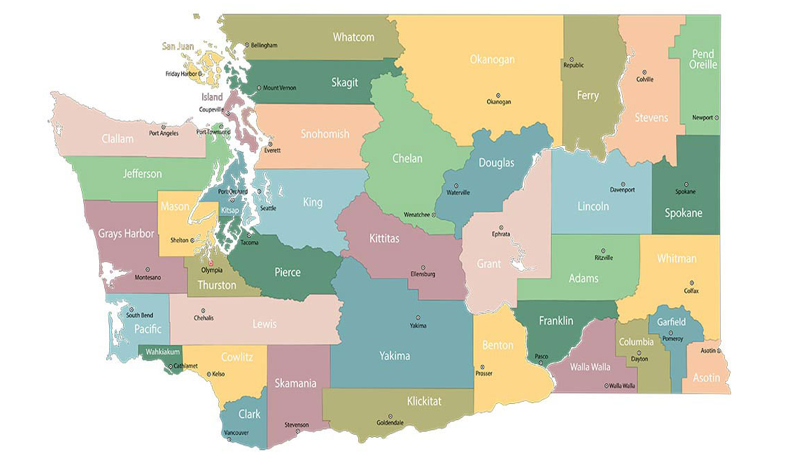 San Juan
Friday Harbor
Bellingham
Whatcom
Okanogan
Okanogan
Republic
Ferry
Colville
Stevens
Pend
Oreille
Newport
Mount Vernon
Skagit
Island
Coupeville
Clallam
Port Angeles
Port Townsend
Snohomish
Everett
Chelan
Wenatchee
Douglas
Waterville
Lincoln
Davenport
Spokane
Spokane
Jefferson
Port Orchard
Kitsap
Seattle
King
Mason
Shelton
Grays Harbor
Montesano
Tacoma
Pierce
Kittitas
Ellensburg
Ephrata
Grant
Ritzville
Adams
Whitman
Colfax
Olympia
Thurston
South Bend
Pacific
Chehalis
Lewis
Yakima
Yakima
Benton
Prosser
Franklin
Pasco
Walla Walla
Walla Walla
Columbia
Dayton
Garfield
Pomeroy
Asotin
Asotin
Wahkiakum
Cathlamet
Cowlitz
Kelso
Skamania
Stevenson
Clark
Vancouver
Klickitat
Goldendale